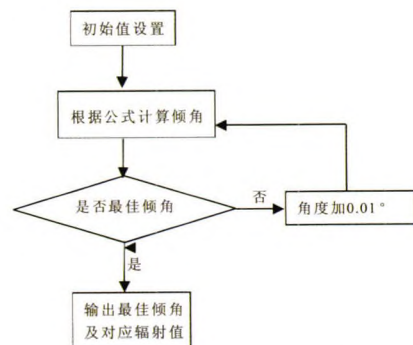 初始值设置
根据公式计算倾角
是否最佳倾角
否
角度加0.01°
是
输出最佳倾角
及对应辐射值